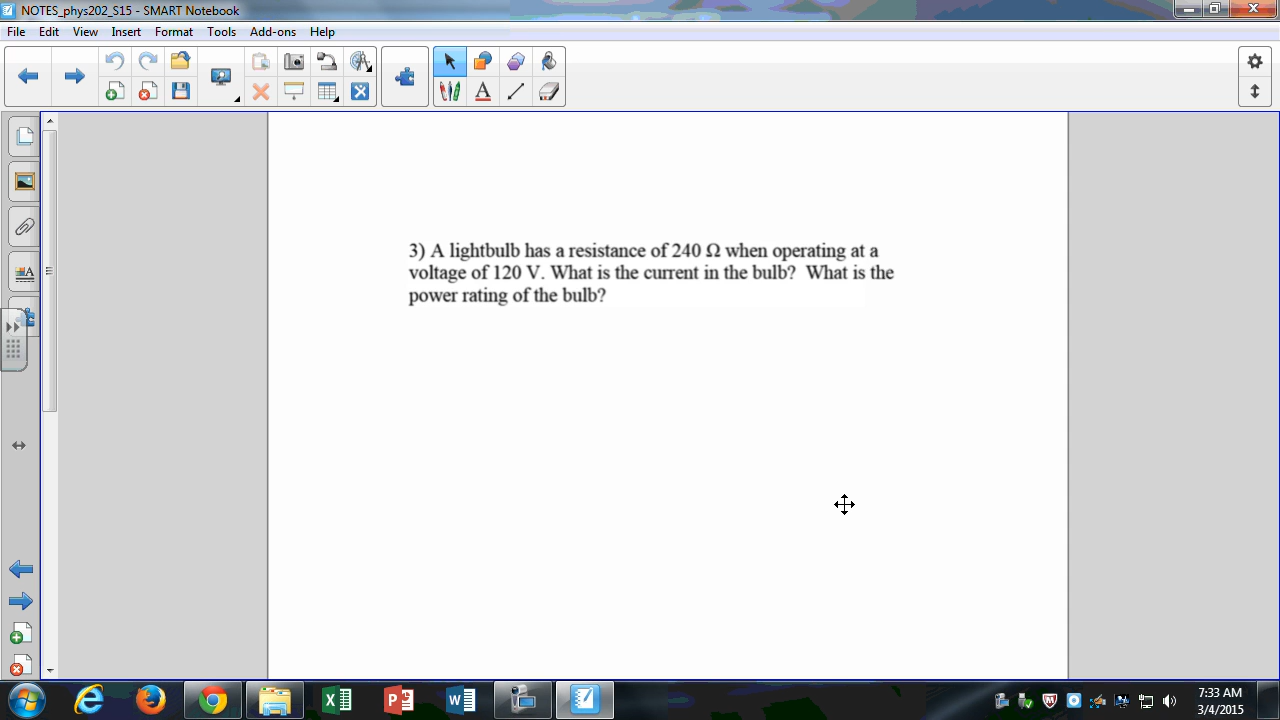 NOTES_phys202_S15 - SMART Notebook
File Edit View Insert Format Tools Add-ons Help
3) A lightbulb has a resistance of 240 Ω when operating at a
voltage of 120 V. What is the current in the bulb?  What is the
power rating of the bulb?
7:33 AM
3/4/2015